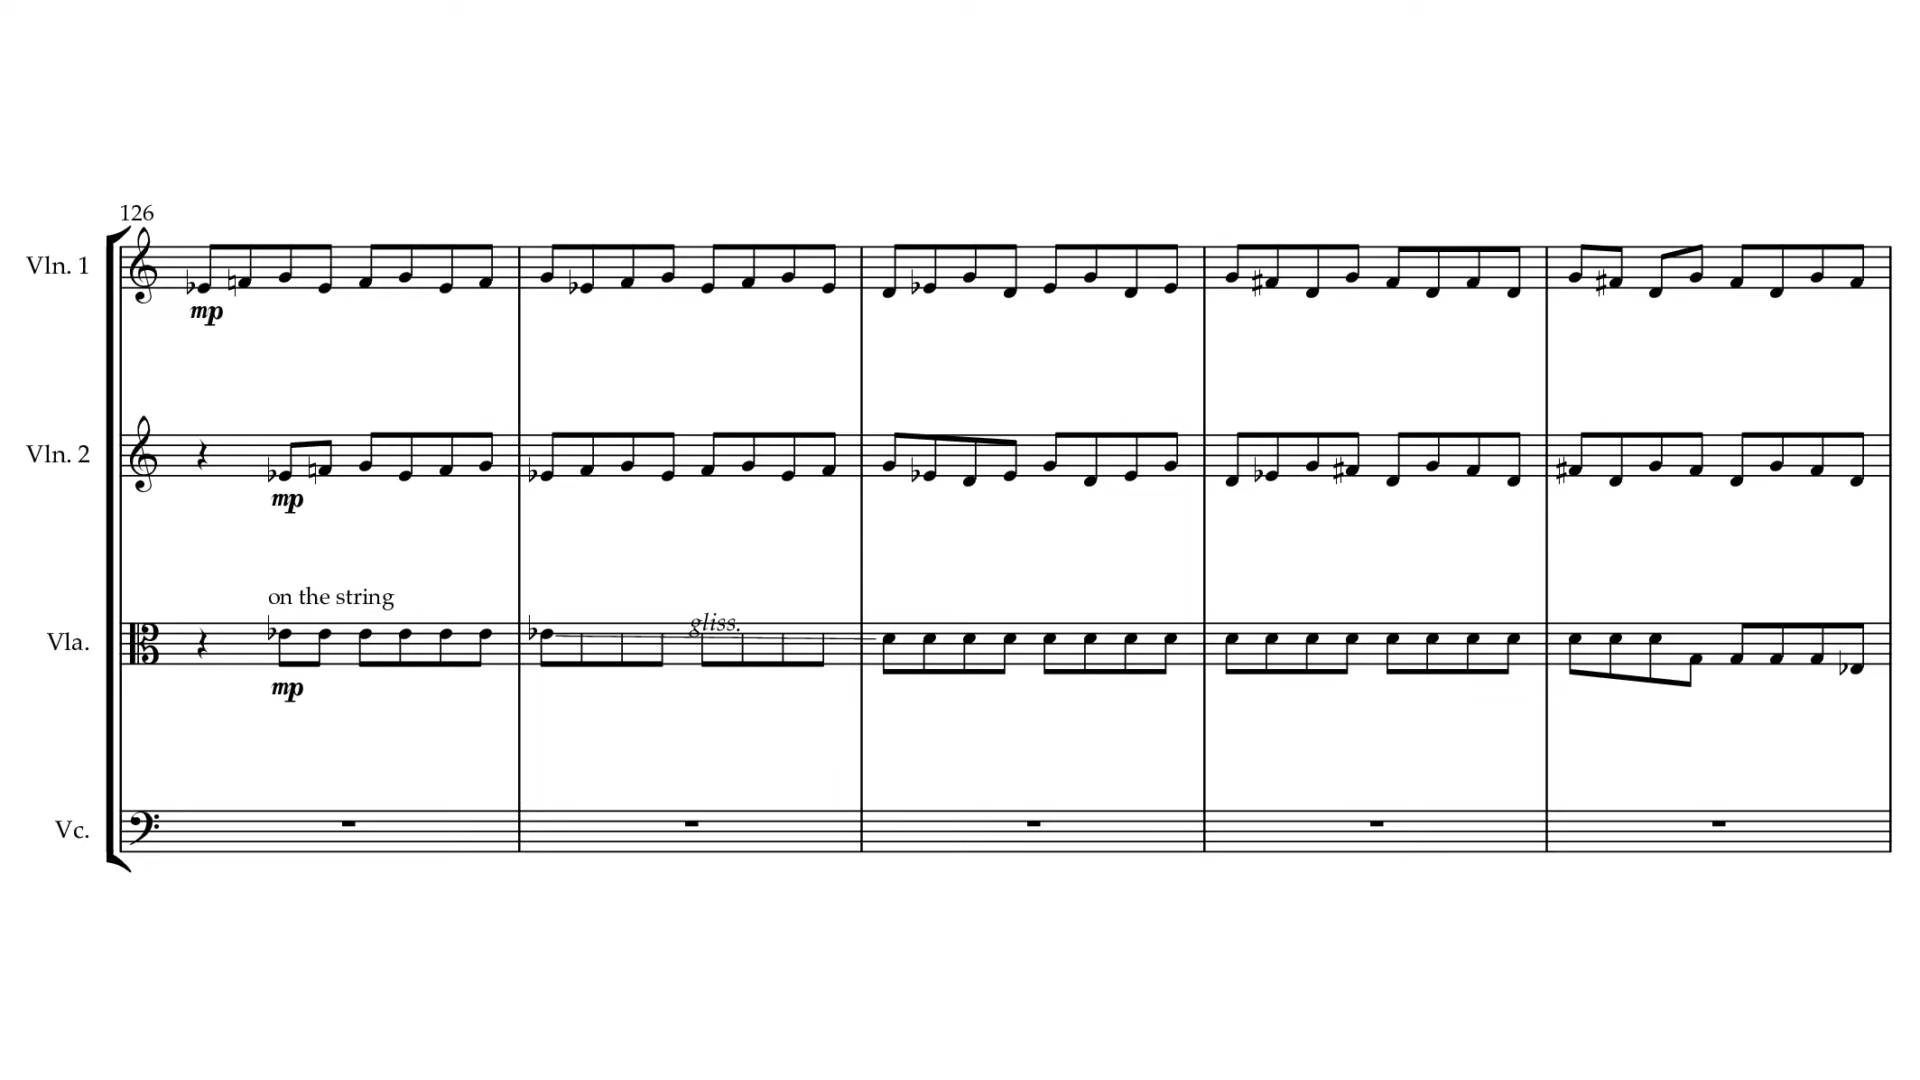 126
Vln. 1
mp
Vln. 2
mp
on the string
gliss.
Vla.
mp
Vc.